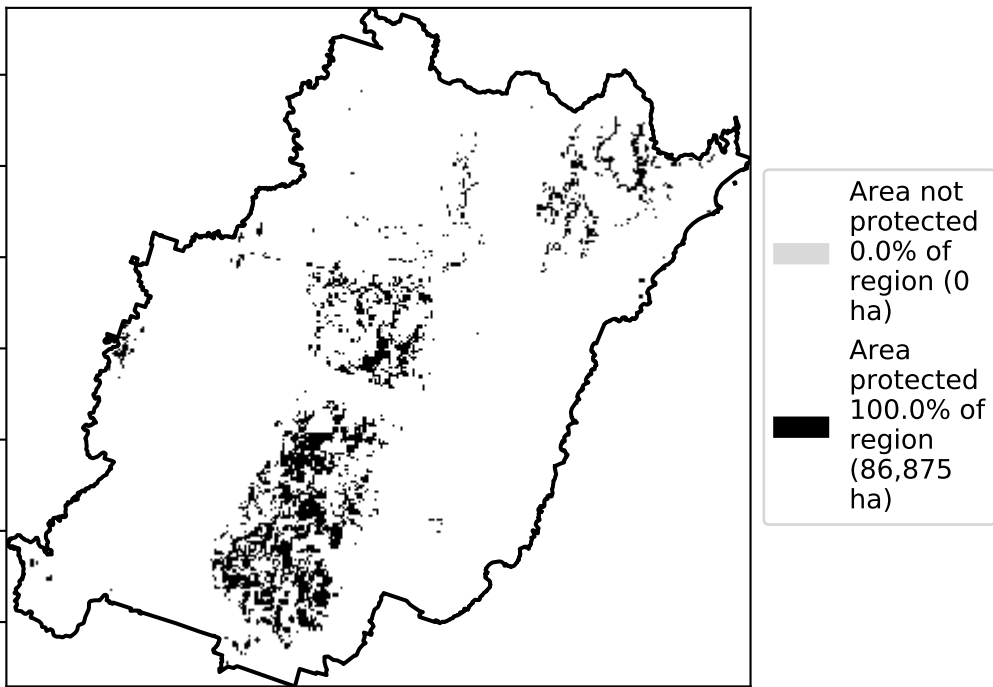 Area not
protected
0.0% of
region (0
ha)
Area
protected
100.0% of
region
(86,875
ha)